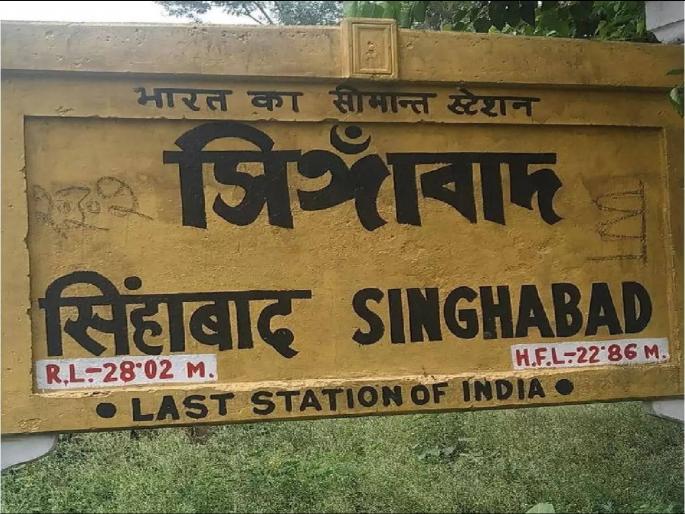 भारत का सीमान्त स्टेशन
সিঙ্গাঁবাদ
सिंहाबाद SINGHABAD
R.L.-28°02 M. H.F.L-22°86 M.
• LAST STATION OF INDIA •